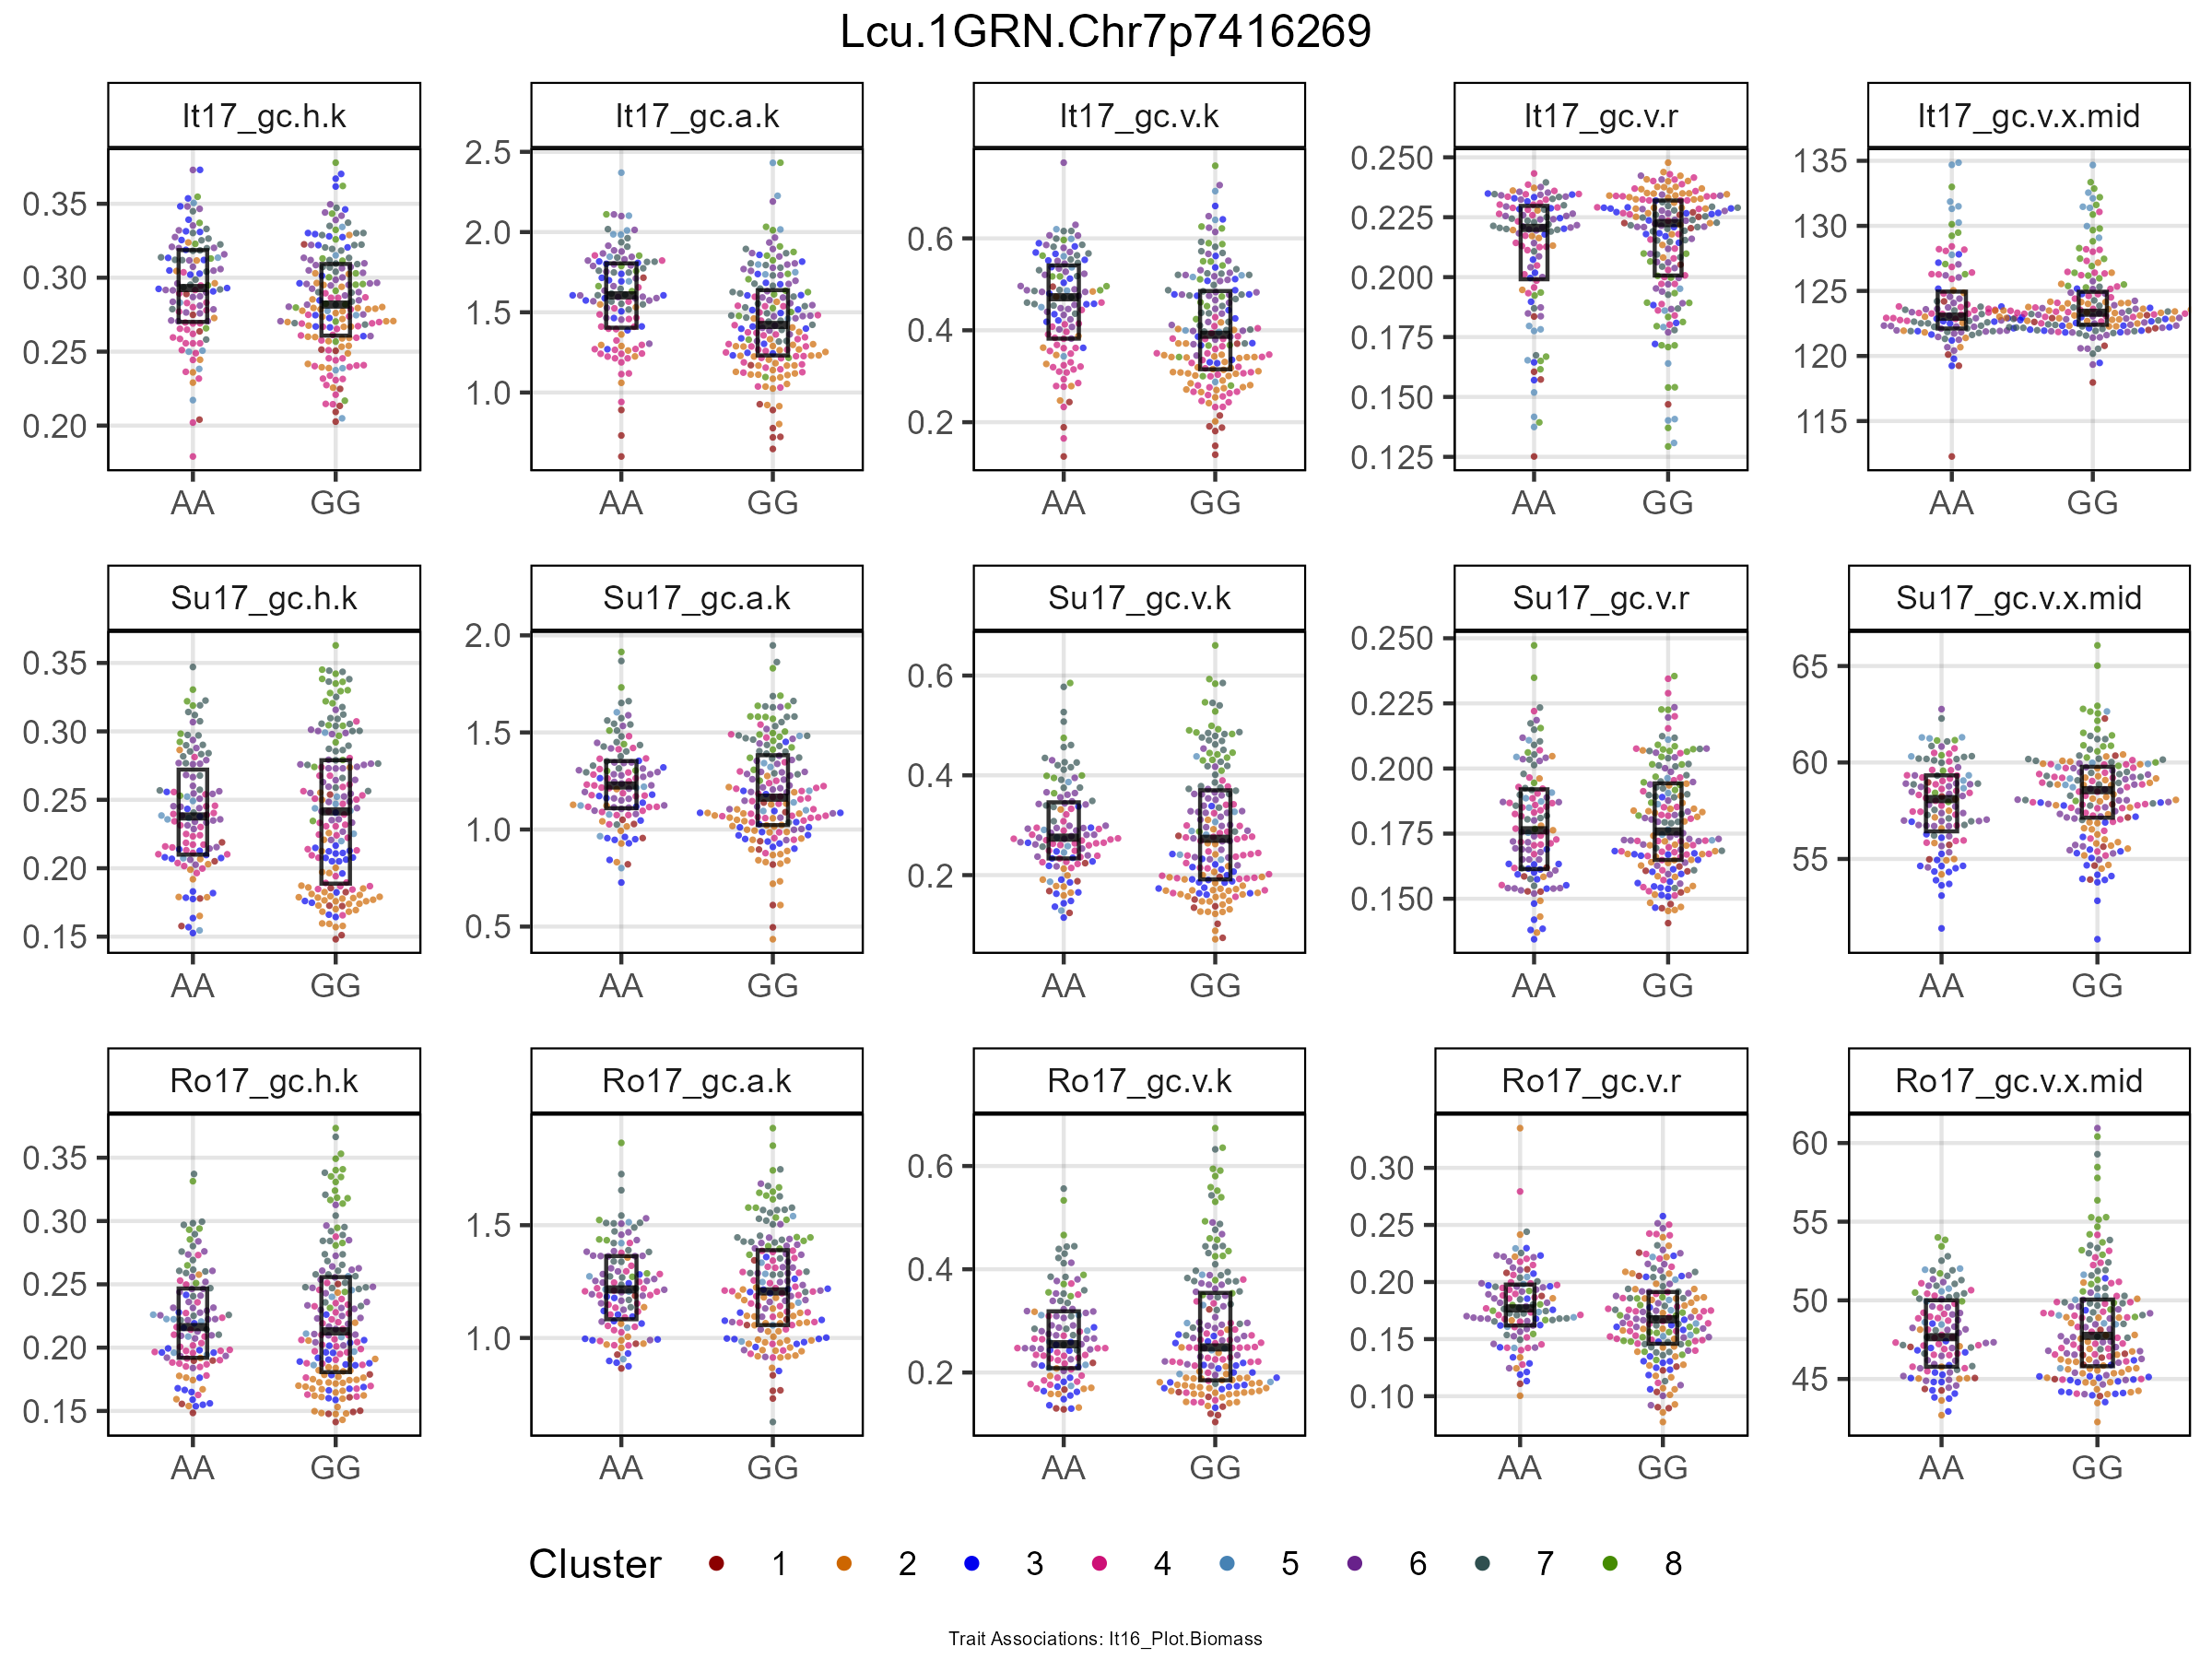 Lcu.1GRN.Chr7p7416269
It17_gc.h.k It17_gc.a.k It17_gc.v.k It17_gc.v.r It17_gc.v.x.mid
0.35 0.30 0.25 0.20
2.5 2.0 1.5 1.0
0.6 0.4 0.2
0.250 0.225 0.200 0.175 0.150 0.125
135 130 125 120 115
AA GG AA GG AA GG AA GG AA GG
Su17_gc.h.k Su17_gc.a.k Su17_gc.v.k Su17_gc.v.r Su17_gc.v.x.mid
0.35 0.30 0.25 0.20 0.15
2.0 1.5 1.0 0.5
0.6 0.4 0.2
0.250 0.225 0.200 0.175 0.150
65 60 55
AA GG AA GG AA GG AA GG AA GG
Ro17_gc.h.k Ro17_gc.a.k Ro17_gc.v.k Ro17_gc.v.r Ro17_gc.v.x.mid
0.35 0.30 0.25 0.20 0.15
1.5 1.0
0.6 0.4 0.2
0.30 0.25 0.20 0.15 0.10
60 55 50 45
AA GG AA GG AA GG AA GG AA GG
Cluster 1 2 3 4 5 6 7 8
Trait Associations: It16_Plot.Biomass